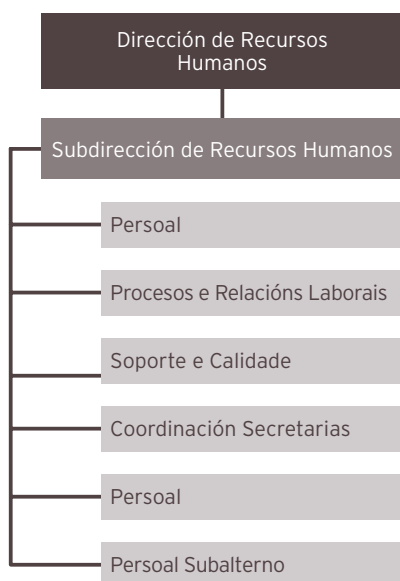 Dirección de Recursos
Humanos
Subdirección de Recursos Humanos
Persoal
Procesos e Relacións Laborais
Soporte e Calidade
Coordinación Secretarias
Persoal
Persoal Subalterno